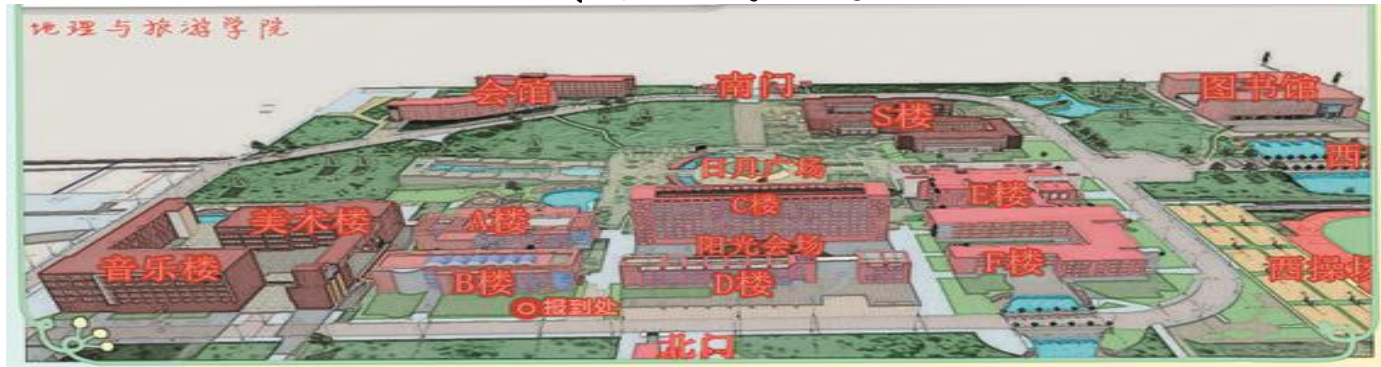 地理与旅游学院
会馆
南门
图书馆
S楼
西
日月广场
E楼
C楼
美术楼
A楼
阳光会场
音乐楼
F楼
西操场
B楼
D楼
报到处
北门